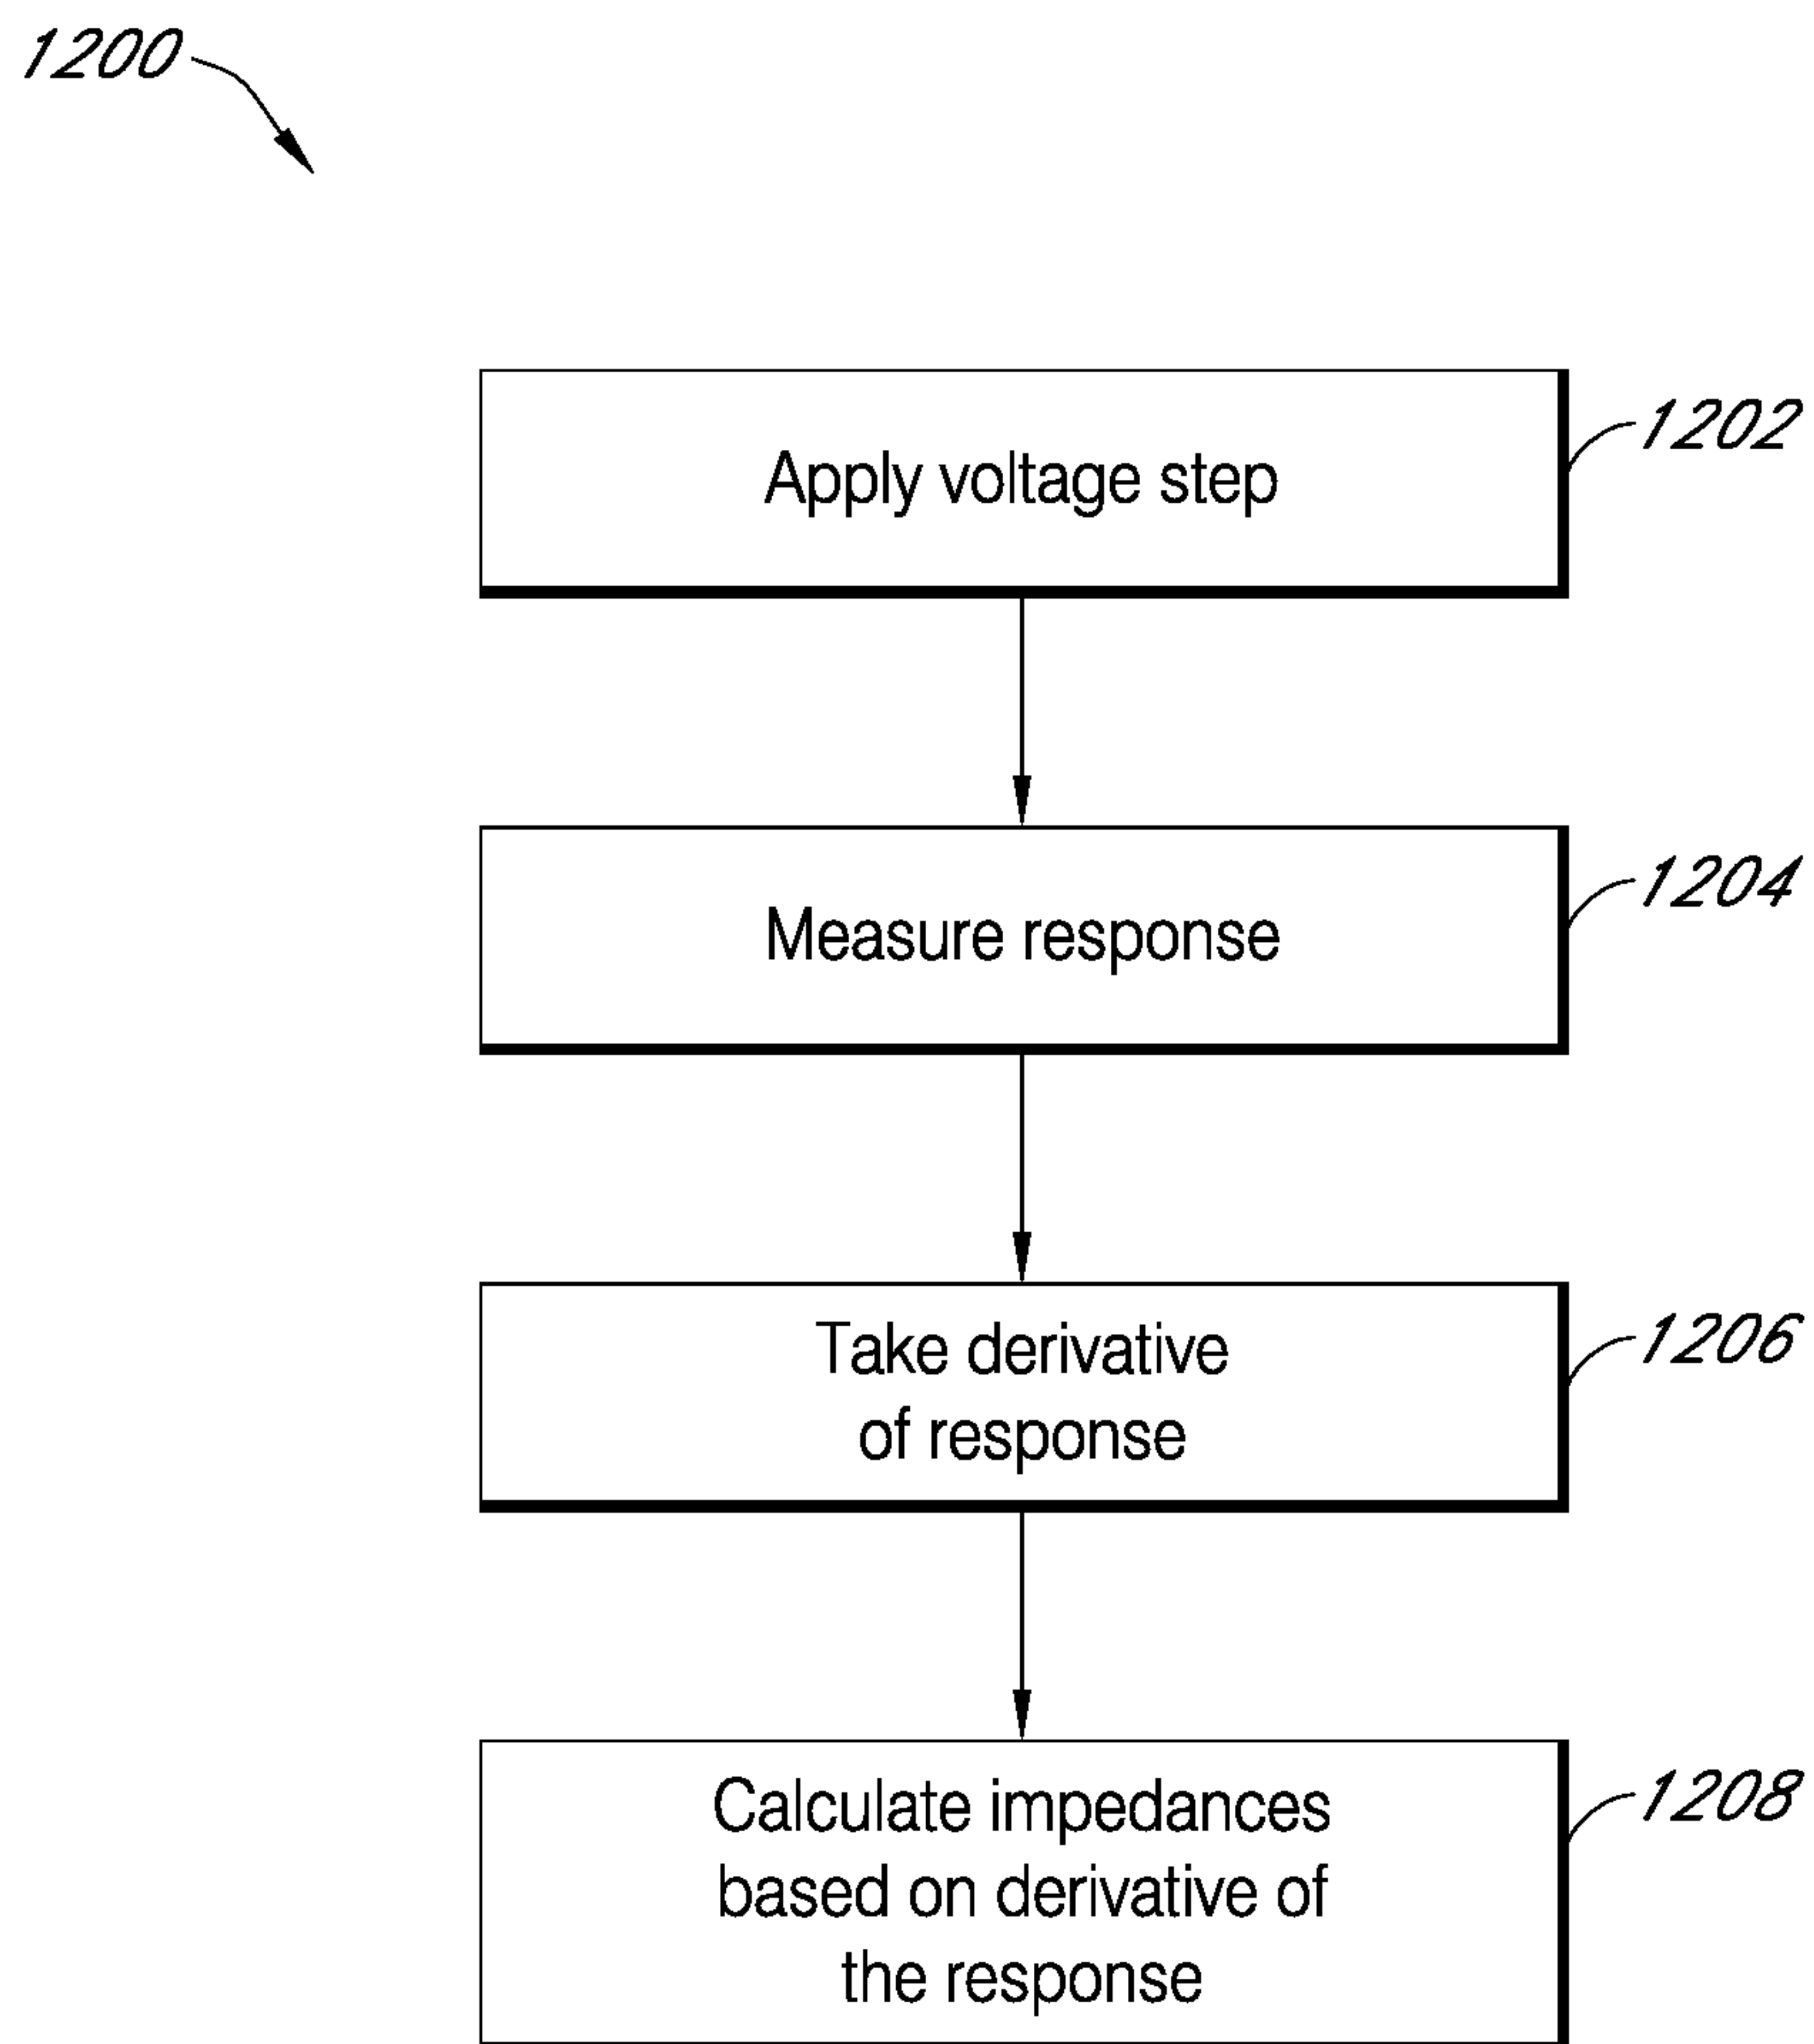 1200
Apply voltage step
1202
Measure response
1204
Take derivative
of response
1206
Calculate impedances
based on derivative of
the response
1208